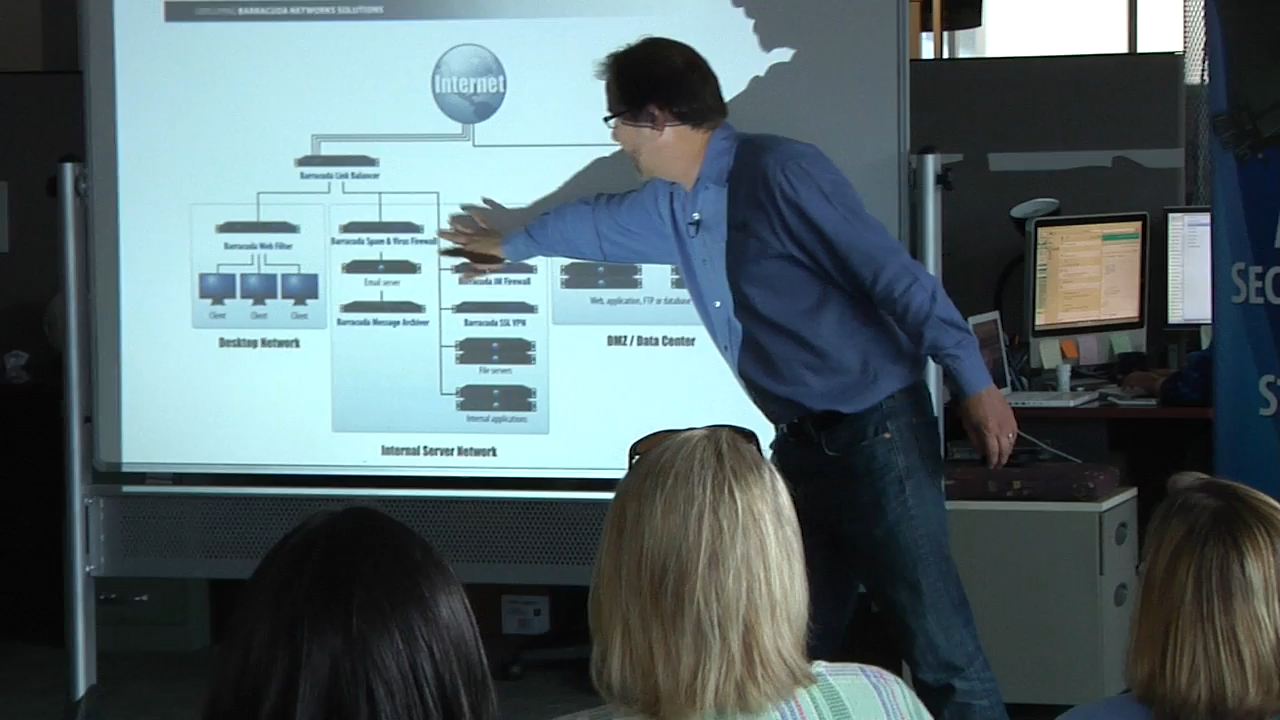 BARRACUDA NETWORKS SOLUTIONS
Internet
Barracuda Link Balancer
Barracuda Web Filter
Barracuda Spam & Virus Firewall
Email server
Barracuda IM Firewall
Web, application, FTP or database
Client
Client
Client
Barracuda Message Archiver
Barracuda SSL VPN
Desktop Network
DMZ / Data Center
File servers
Internal applications
Internal Server Network
SEC
S